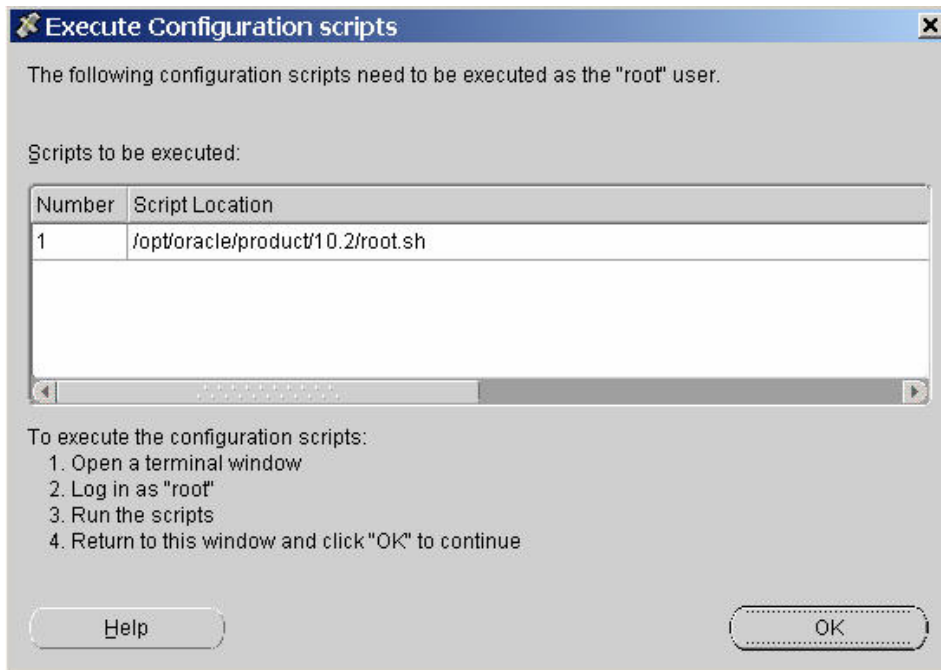 Execute Configuration scripts
The following configuration scripts need to be executed as the "root" user.
Scripts to be executed:
Number Script Location
1 /opt/oracle/product/10.2/root.sh
To execute the configuration scripts:
1. Open a terminal window
2. Log in as "root"
3. Run the scripts
4. Return to this window and click "OK" to continue
Help OK